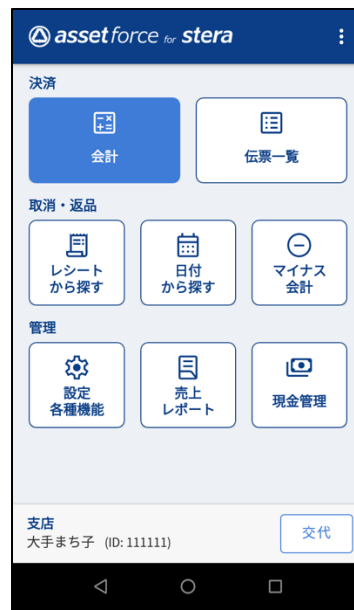 assetforce for stera
決済
会計
伝票一覧
取消・返品
レシート
から探す
日付
から探す
マイナス
会計
管理
設定
各種機能
売上
レポート
現金管理
支店
大手まち子 (ID: 111111)
交代